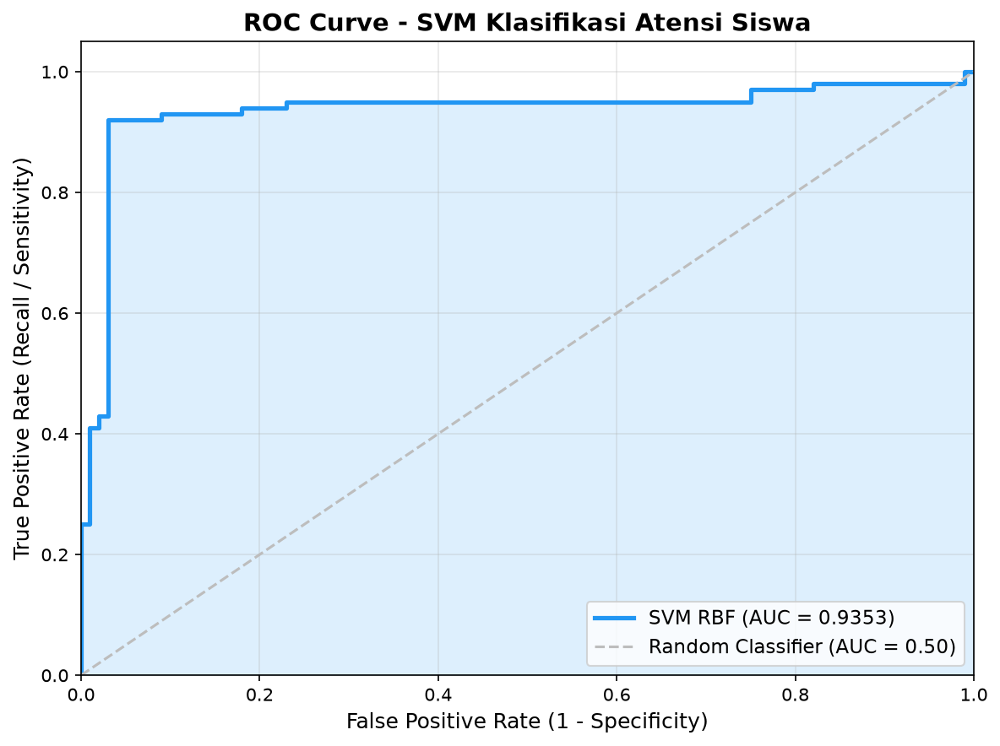 ROC Curve - SVM Klasifikasi Atensi Siswa
True Positive Rate (Recall / Sensitivity)
1.0
0.8
0.6
0.4
0.2
0.0
SVM RBF (AUC = 0.9353)
Random Classifier (AUC = 0.50)
0.0 0.2 0.4 0.6 0.8 1.0
False Positive Rate (1 - Specificity)